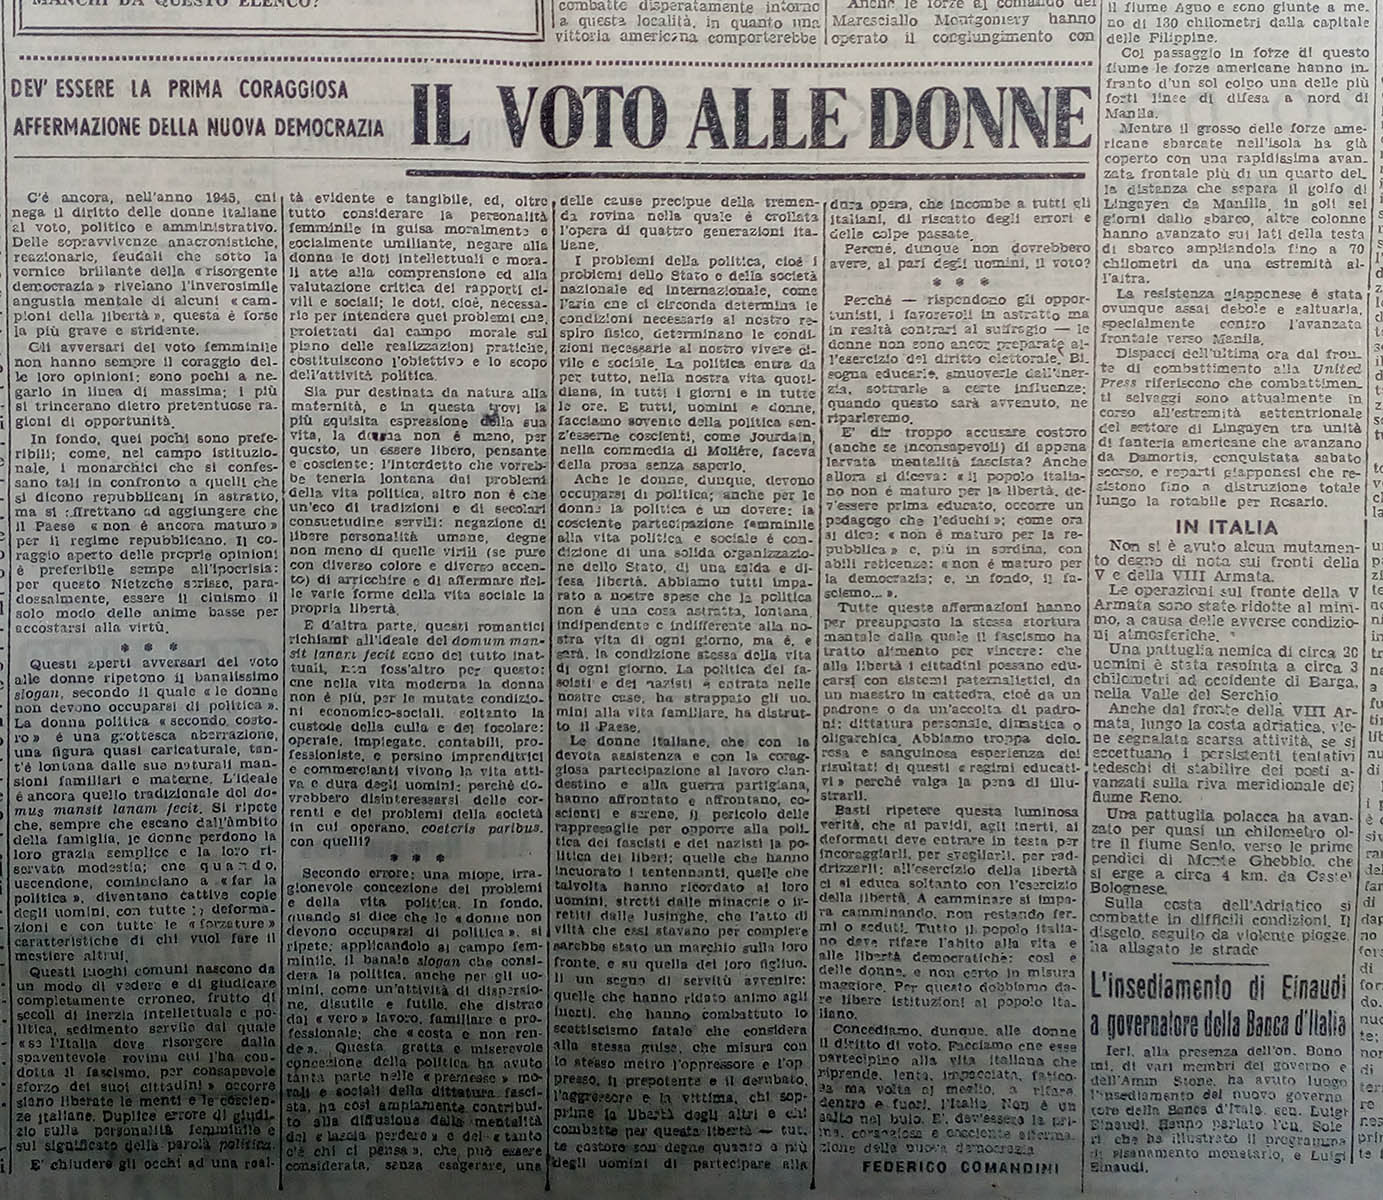 MANCHI DA QUESTO ELENCO?
combatte disperatamente intorno
a questa località, in quanto una
vittoria americana comporterebbe
Anche le forze al comando del
Maresciallo Montgomery hanno
operato il congiungimento con
DEV' ESSERE LA PRIMA CORAGGIOSA
AFFERMAZIONE DELLA NUOVA DEMOCRAZIA
IL VOTO ALLE DONNE
C'è ancora, nell'anno 1945, chi
nega il diritto delle donne italiane
al voto, politico e amministrativo.
Delle sopravvivenze anacronistiche,
reazionarie, feudali che sotto la
vernice brillante della « risorgente
democrazia » rivelano l'inverosimile
angustia mentale di alcuni « cam-
pioni della libertà », questa è forse
la più grave e stridente.
Gli avversari del voto femminile
non hanno sempre il coraggio del-
le loro opinioni: sono pochi a ne-
garlo in linea di massima; i più
si trincerano dietro pretentuose ra-
gioni di opportunità.
In fondo, quei pochi sono prefe-
ribili; come, nel campo istituzio-
nale, i monarchici che si confes-
sano tali in confronto a quelli che
si dicono repubblicani in astratto,
ma si affrettano ad aggiungere che
il Paese « non è ancora maturo »
per il regime repubblicano. Il co-
raggio aperto delle proprie opinioni
è preferibile sempe all'ipocrisia:
per questo Nietzche scrisse, para-
dossalmente, essere il cinismo il
solo modo delle anime basse per
accostarsi alla virtù.
* * *
Questi aperti avversari del voto
alle donne ripetono il banalissimo
slogan, secondo il quale « le donne
non devono occuparsi di politica ».
La donna politica « secondo costo-
ro » è una grottesca aberrazione,
una figura quasi caricaturale, tan-
t'è lontana dalle sue naturali man-
sioni familiari e materne. L'ideale
è ancora quello tradizionale del do-
mus mansit lanam fecit. Si ripete
che, sempre che escano dall'àmbito
della famiglia, le donne perdono la
loro grazia semplice e la loro ri-
servata modestia; che quando,
uscendone, cominciano a « far la
politica », diventano cattive copie
degli uomini, con tutte le deforma-
zioni e con tutte le « forzature »
caratteristiche di chi vuol fare il
mestiere altrui.
Questi luoghi comuni nascono da
un modo di vedere e di giudicare
completamente erroneo, frutto di
secoli di inerzia intellettuale e po-
litica, sedimento servile dal quale
« se l'Italia deve risorgere dalla
spaventevole rovina cui l'ha con-
dotta il fascismo, per consapevole
sforzo dei suoi cittadini » occorre
siano liberate le menti e le coscien-
ze italiane. Duplice errore di giudi-
zio sulla personalità femminile e
sul significato della parola politica.
E' chiudere gli occhi ad una real-
tà evidente e tangibile, ed, oltre
tutto considerare la personalità
femminile in guisa moralmente e
socialmente umiliante, negare alla
donna le doti intellettuali e mora-
li atte alla comprensione ed alla
valutazione critica dei rapporti ci-
vili e sociali; le doti, cioè, necessa-
rie per intendere quei problemi che,
proiettati dal campo morale sul
piano delle realizzazioni pratiche,
costituiscono l'obiettivo e lo scopo
dell'attività politica.
Sia pur destinata da natura alla
maternità, e in questa trovi la
più squisita espressione della sua
vita, la donna non è meno, per
questo, un essere libero, pensante
e cosciente: l'interdetto che vorreb-
be tenerla lontana dai problemi
della vita politica, altro non è che
un'eco di tradizioni e di secolari
consuetudine servili: negazione di
libere personalità umane, degne
non meno di quelle virili (se pure
con diverso colore e diverso accen-
to) di arricchire e di affermare nel-
le varie forme della vita sociale la
propria libertà.
E d'altra parte, questi romantici
richiami all'ideale del domum man-
sit lanam fecit sono del tutto inat-
tuali, non foss'altro per questo:
che nella vita moderna la donna
non è più, per le mutate condizio-
ni economico-sociali, soltanto la
custode della culla e del focolare:
operaie, impiegate, contabili, pro-
fessioniste, e persino imprenditrici
e commercianti vivono la vita atti-
va e dura degli uomini: perché do-
vrebbero disinteressarsi delle cor-
renti e dei problemi della società
in cui operano, coeteris paribus,
con quelli?
* * *
Secondo errore: una miope, irra-
gionevole concezione dei problemi
e della vita politica. In fondo,
quando si dice che le « donne non
devono occuparsi di politica », si
ripete; applicandolo al campo fem-
minile, il banale slogan che consi-
dera la politica, anche per gli uo-
mini, come un'attività di dispersio-
ne, disutile e futile, che distrae
dal « vero » lavoro, familiare e pro-
fessionale; che « costa e non ren-
de ». Questa gretta e miserevole
concezione della politica ha avuto
tanta parte nelle « premesse » mo-
rali e sociali della dittatura fasci-
sta, ha così ampiamente contribui-
to alla diffusione della mentalità
del « lascia perdere » e del « tanto
c'è chi ci pensa », che, può essere
considerata, senza esagerare, una
delle cause precipue della tremen-
da rovina nella quale è crollata
l'opera di quattro generazioni ita-
liane.
I problemi della politica, cioè i
problemi dello Stato e della società
nazionale ed internazionale, come
l'aria che ci circonda determina le
condizioni necessarie al nostro re-
spiro fisico, determinano le condi-
zioni necessarie al nostro vivere ci-
vile e sociale. La politica entra da
per tutto, nella nostra vita quoti-
diana, in tutti i giorni e in tutte
le ore. E tutti, uomini e donne,
facciamo sovente della politica sen-
z'esserne coscienti, come Jourdain,
nella commedia di Molière, faceva
della prosa senza saperlo.
Ache le donne, dunque, devono
occuparsi di politica; anche per le
donne la politica è un dovere: la
cosciente partecipazione femminile
alla vita politica e sociale è con-
dizione di una solida organizzazio-
ne dello Stato, di una salda e di-
fesa libertà. Abbiamo tutti impa-
rato a nostre spese che la politica
non è una cosa astratta, lontana,
indipendente e indifferente alla no-
stra vita di ogni giorno, ma è, e
sarà, la condizione stessa della vita
di ogni giorno. La politica dei fa-
scisti e dei nazisti è entrata nelle
nostre case, ha strappato gli uo-
mini alla vita familiare, ha distrut-
to il Paese.
Le donne italiane, che con la
devota assistenza e con la corag-
giosa partecipazione al lavoro clan-
destino e alla guerra partigiana,
hanno affrontato e affrontano, co-
scienti e serene, il pericolo delle
rappresaglie per opporre alla poli-
tica dei fascisti e dei nazisti la po-
litica dei liberi; quelle che hanno
incuorato i tentennanti, quelle che
talvolta hanno ricordato ai loro
uomini, stretti dalle minaccie o ir-
retiti dalle lusinghe, che l'atto di
viltà che essi stavano per compiere
sarebbe stato un marchio sulla loro
fronte, e su quella dei loro figliuo-
li un segno di servitù avvenire:
quelle che hanno ridato animo agli
sfuggti, che hanno combattuto lo
scetticismo fatale che considera
alla stessa guisa, che misura con
lo stesso metro l'oppressore e l'op-
presso, il prepotente e il derubato,
l'aggressore e la vittima, chi sop-
prime la libertà degli altri e chi
combatte per questa libertà — tut-
te costoro son degne quanto e più
degli uomini di partecipare alla
dura opera, che incombe a tutti gli
italiani, di riscatto degli errori e
delle colpe passate.
Perché, dunque non dovrebbero
avere, al pari degli uomini, il voto?
* * *
Perché — rispondono gli oppor-
tunisti, i favorevoli in astratto ma
in realtà contrari al suffragio — le
donne non sono ancor preparate al-
l'esercizio del diritto elettorale. Bi-
sogna educarle, smuoverle dall'iner-
zia, sottrarle a certe influenze;
quando questo sarà avvenuto, ne
riparleremo.
E' dir troppo accusare costoro
(anche se inconsapevoli) di appena
larvata mentalità fascista? Anche
allora si diceva: « il popolo italia-
no non è maturo per la libertà, de-
v'essere prima educato, occorre un
pedagogo che l'educhi »; come ora
si dice: « non è maturo per la re-
pubblica » e, più in sordina, con
abili reticenze: « non è maturo per
la democrazia; e, in fondo, il fa-
scismo... ».
Tutte queste affermazioni hanno
per presupposto la stessa stortura
mentale dalla quale il fascismo ha
tratto alimento per vincere: che
alla libertà i cittadini possano edu-
carsi con sistemi paternalistici, da
un maestro in cattedra, cioè da un
padrone o da un'accolta di padro-
ni: dittatura personale, dinastica o
oligarchica. Abbiamo troppa dolo-
rosa e sanguinosa esperienza dei
risultati di questi « regimi educati-
vi » perché valga la pena di illu-
strarli.
Basti ripetere questa luminosa
verità, che ai pavidi, agli inerti, ai
deformati deve entrare in testa per
incoraggiarli, per svegliarli, per rad-
drizzarli: all'esercizio della libertà
ci si educa soltanto con l'esercizio
della libertà. A camminare si impa-
ra camminando, non restando fer-
mi o seduti. Tutto il popolo italia-
no deve rifare l'abito alla vita e
alle libertà democratiche: così e
delle donne, e non certo in misura
maggiore. Per questo dobbiamo da-
re libere istituzioni al popolo ita-
liano.
Concediamo, dunque, alle donne
il diritto di voto. Facciamo che esse
partecipino alla vita italiana che
riprende, lenta, impacciata, fatico-
sa ma volta al meglio, a rifare,
dentro e fuori, l'Italia. Non è un
salto nel buio. E', dev'essere la pri-
ma, coraggiosa e cosciente afferma-
zione della nuova democrazia
FEDERICO COMANDINI
il fiume Agno e sono giunte a me-
no di 130 chilometri dalla capitale
delle Filippine.
Col passaggio in forze di questo
fiume le forze americane hanno in-
franto d'un sol colpo una delle più
forti linee di difesa a nord di
Manila.
Mentre il grosso delle forze ame-
ricane sbarcate nell'isola ha già
coperto con una rapidissima avan-
zata frontale più di un quarto del-
la distanza che separa il golfo di
Lingayen da Manilla, in soli sei
giorni dallo sbarco, altre colonne
hanno avanzato sui lati della testa
di sbarco ampliandola fino a 70
chilometri da una estremità al-
l'altra.
La resistenza giapponese è stata
ovunque assai debole e saltuaria,
specialmente contro l'avanzata
frontale verso Manila.
Dispacci dell'ultima ora dal fron-
te di combattimento alla United
Press riferiscono che combattimen-
ti selvaggi sono attualmente in
corso all'estremità settentrionale
del settore di Lingayen tra unità
di fanteria americane che avanzano
da Damortis, conquistata sabato
scorso, e reparti giapponesi che re-
sistono fino a distruzione totale
lungo la rotabile per Rosario.
IN ITALIA
Non si è avuto alcun mutamen-
to degno di nota sui fronti della
V e della VIII Armata.
Le operazioni sul fronte della V
Armata sono state ridotte al mini-
mo, a causa delle avverse condizio-
ni atmosferiche.
Una pattuglia nemica di circa 20
uomini è stata respinta a circa 3
chilometri ad occidente di Barga,
nella Valle del Serchio.
Anche dal fronte della VIII Ar-
mata, lungo la costa adriatica, vie-
ne segnalata scarsa attività, se si
eccettuano i persistenti tentativi
tedeschi di stabilire dei posti a-
vanzati sulla riva meridionale del
fiume Reno.
Una pattuglia polacca ha avan-
zato per quasi un chilometro ol-
tre il fiume Senio, verso le prime
pendici di Monte Ghebbio, che
si erge a circa 4 km. da Castel
Bolognese.
Sulla costa dell'Adriatico si
combatte in difficili condizioni. Il
disgelo, seguito da violente piogge,
ha allagato le strade
L'insediamento di Einaudi
a governatore della Banca d'Italia
Ieri, alla presenza dell'on. Bono
mi, di vari membri del governo e
dell'Amm Stone, ha avuto luogo
l'insediamento del nuovo governa
tore della Banca d'Italia, sen. Luigi
Einaudi. Hanno parlato l'on. Sole
ri che ha illustrato il programma
di risanamento monetario, e Luigi
Einaudi.